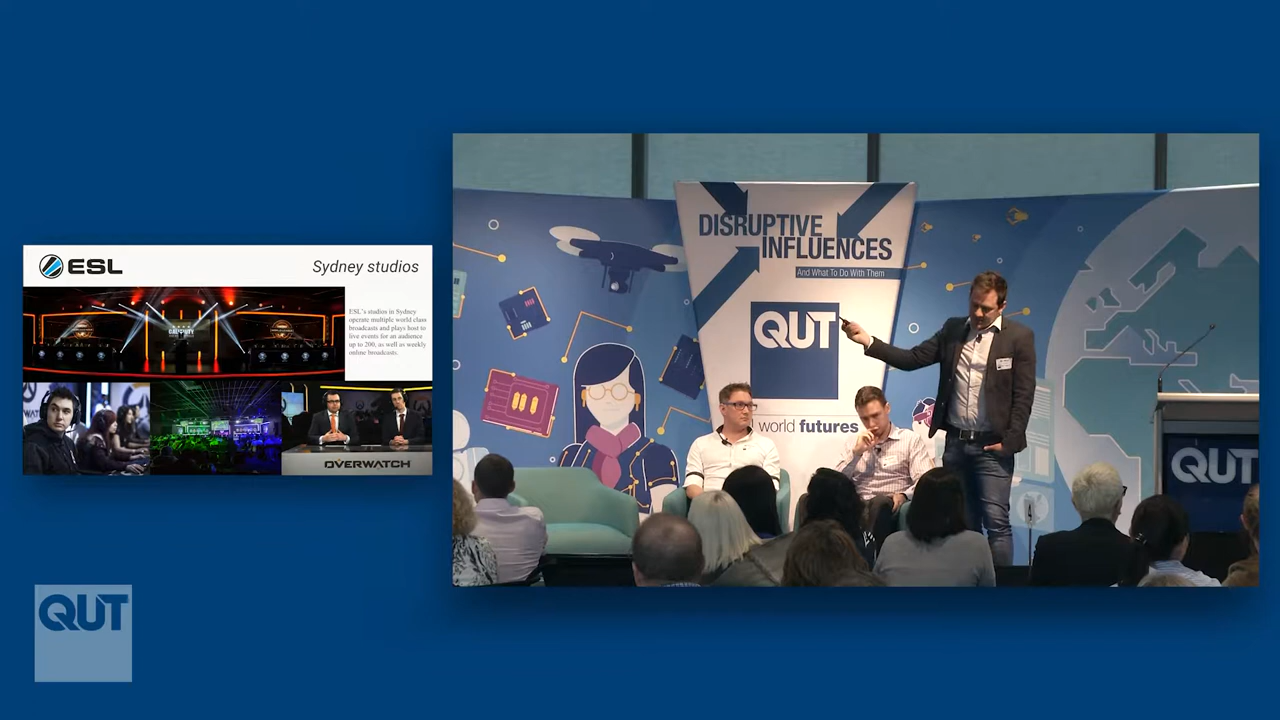 ESL
Sydney studios
ESL's studios in Sydney
operate multiple world class
broadcasts and plays host to
live events for an audience
up to 200, as well as weekly
online broadcasts.
OVERWATCH
QUT
DISRUPTIVE
INFLUENCES
And What To Do With Them
QUT
world futures
QUT